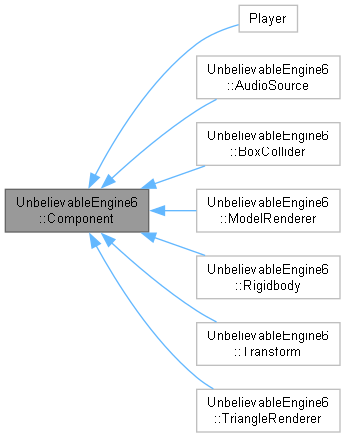 Player
UnbelievableEngine6
::AudioSource
UnbelievableEngine6
::BoxCollider
UnbelievableEngine6
::Component
UnbelievableEngine6
::ModelRenderer
UnbelievableEngine6
::Rigidbody
UnbelievableEngine6
::Transform
UnbelievableEngine6
::TriangleRenderer